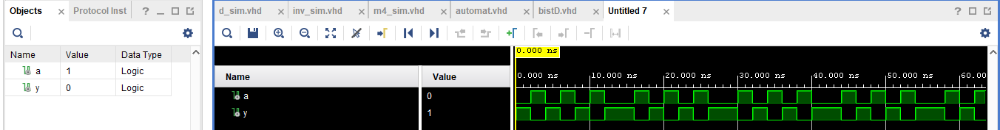 Objects Protocol Inst
Name Value Data Type
a 1 Logic
y 0 Logic
d_sim.vhd inv_sim.vhd m4_sim.vhd automat.vhd bistD.vhd Untitled 7
0.000 ns
Name Value
0.000 ns 10.000 ns 20.000 ns 30.000 ns 40.000 ns 50.000 ns 60.00
a 0
y 1